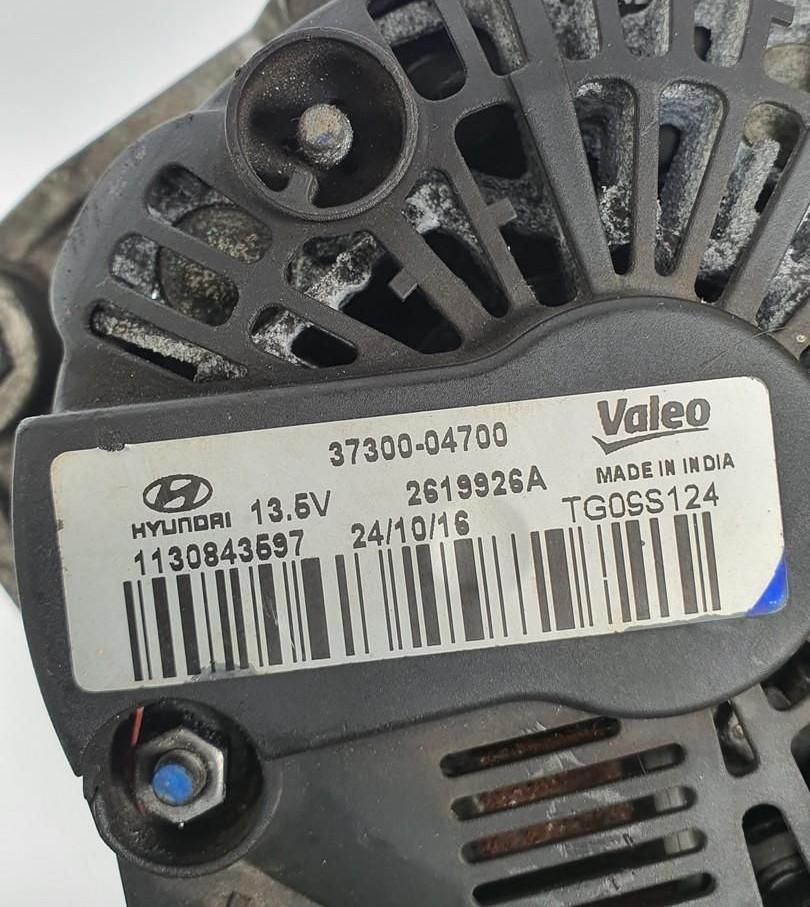 37300-04700
Valeo
HYUNDAI 13.5V
2619926A
MADE IN INDIA
1130843597
24/10/16
TG09S124